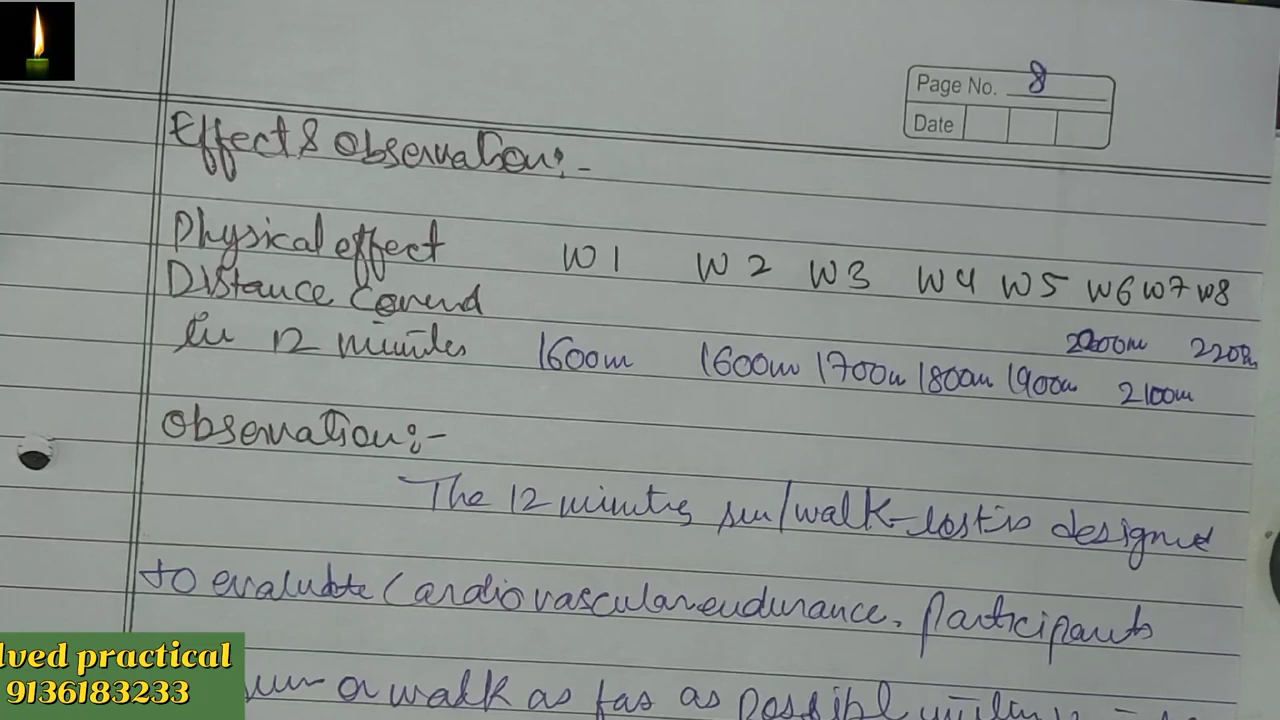 Page No. 8
Date
Effect & Observation:-
Physical effect W1 W2 W3 W4 W5 W6 W7 W8
Distance Coverd
in 12 minutes 1600m 1600m 1700m 1800m 1900m 2000m 2100m 2200m
Observation:-
The 12 minutes run/walk test is designed
to evaluate Cardiovascular endurance. Participants
run or walk as far as possibl
lved practical
9136183233